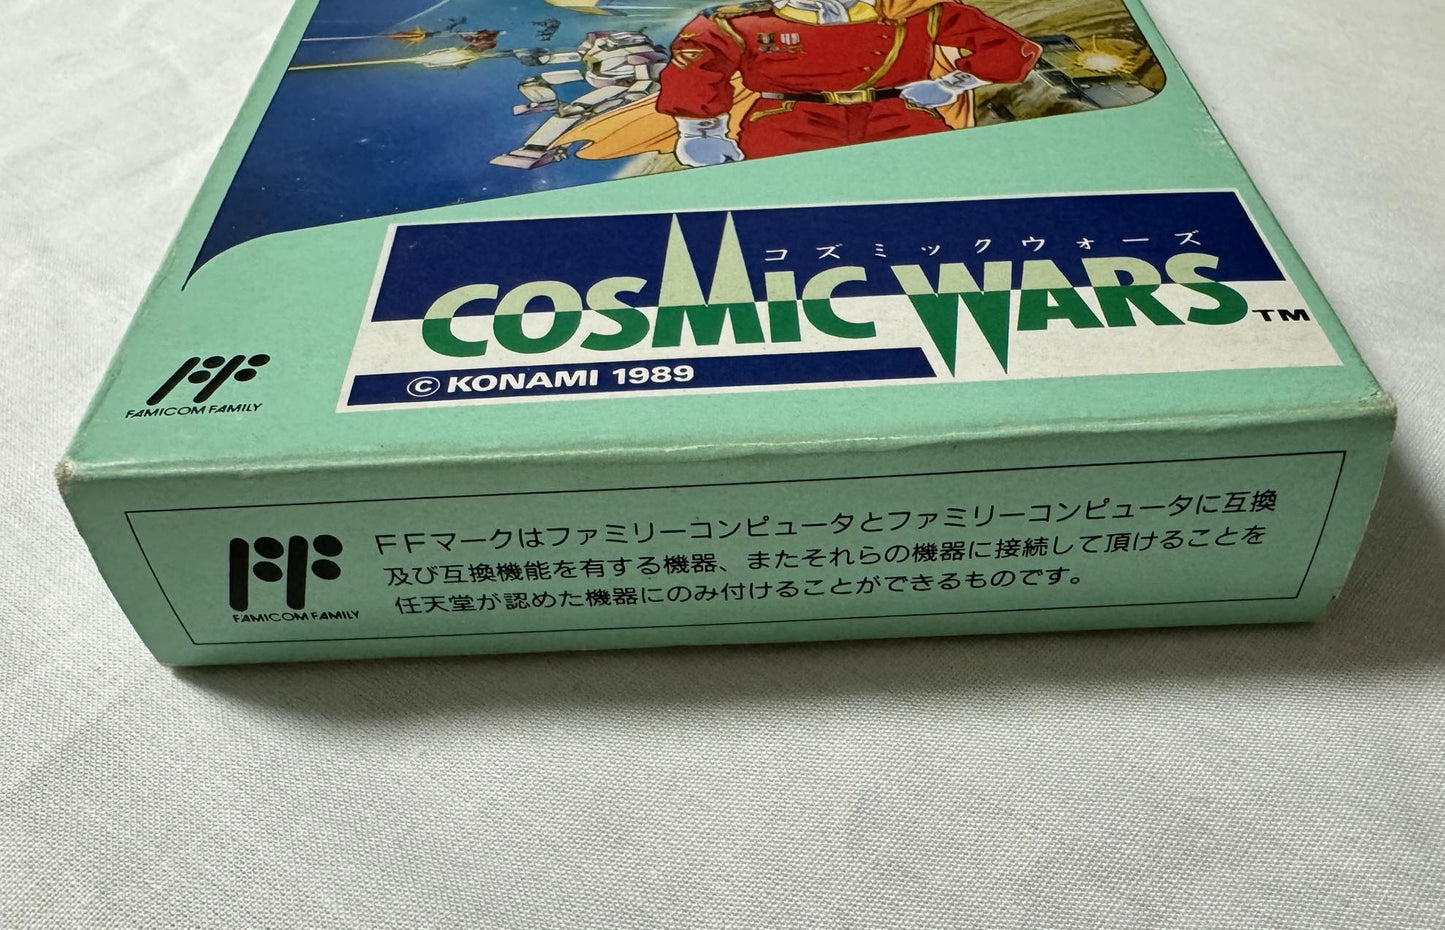 コズミックウォーズ
COSMIC WARS TM
© KONAMI 1989
FF
FAMICOM FAMILY
FF
FAMICOM FAMILY
FFマークはファミリーコンピュータとファミリーコンピュータに互換
及び互換機能を有する機器、またそれらの機器に接続して頂けることを
任天堂が認めた機器にのみ付けることができるものです。